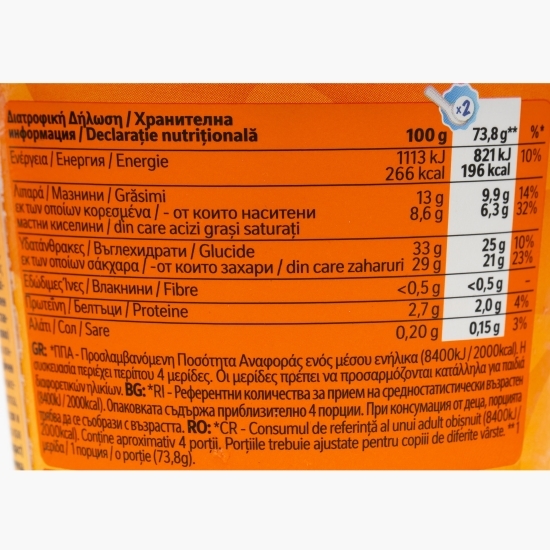 x2
Διατροφική Δήλωση / Хранителна
информация / Declarație nutrițională 100 g 73,8g** %*
Ενέργεια / Енергия / Energie 1113 kJ 821 kJ 10%
266 kcal 196 kcal
Λιπαρά / Мазнини / Grăsimi 13 g 9,9 g 14%
εκ των οποίων κορεσμένα / - от които наситени 8,6 g 6,3 g 32%
мастни киселини / din care acizi grași saturați
Υδατάνθρακες / Въглехидрати / Glucide 33 g 25 g 10%
εκ των οποίων σάκχαρα / -от които захари / din care zaharuri 29 g 21 g 23%
Εδώδιμες Ίνες / Влакнини / Fibre <0,5 g <0,5 g –
Πρωτεΐνη / Белтъци / Proteine 2,7 g 2,0 g 4%
Αλάτι / Сол / Sare 0,20 g 0,15 g 3%
GR: *ΠΠΑ - Προσλαμβανόμενη Ποσότητα Αναφοράς ενός μέσου ενήλικα (8400kJ / 2000kcal). Η
συσκευασία περιέχει περίπου 4 μερίδες. Οι μερίδες πρέπει να προσαρμόζονται κατάλληλα για παιδιά
διαφορετικών ηλικίων. BG: *RI - Референтни количества за прием на средностатистически възрастен
(8400kJ / 2000kcal). Опаковката съдържа приблизително 4 порции. При консумация от деца, порцията
трябва да се съобрази с възрастта. RO: *CR - Consumul de referință al unui adult obișnuit (8400kJ /
2000kcal). Conține aproximativ 4 porții. Porțiile trebuie ajustate pentru copiii de diferite vârste. ** 1
μερίδα / 1 порция / o porție (73,8g).